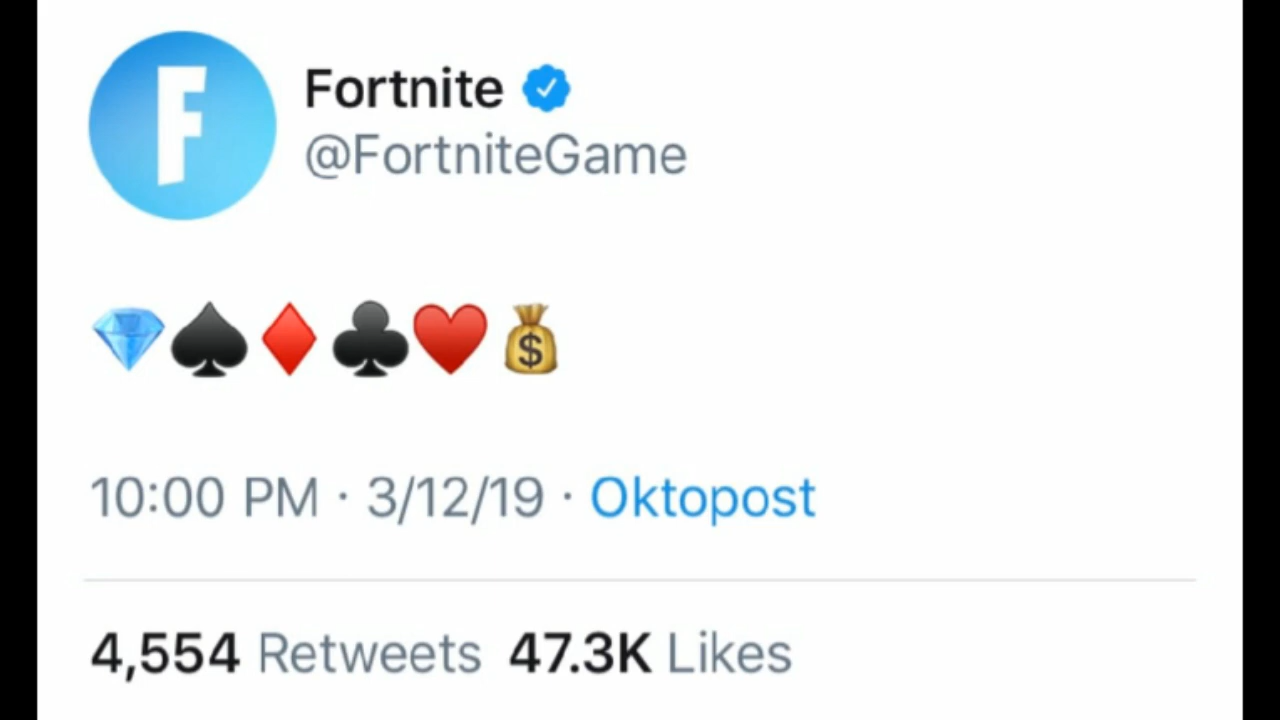 F
Fortnite
@FortniteGame
💎♠️♦️♣️♥️💰
10:00 PM · 3/12/19 · Oktopost
4,554 Retweets 47.3K Likes